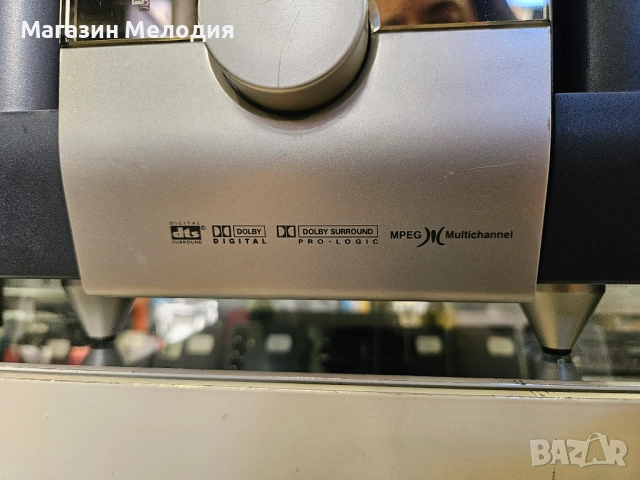 Магазин Мелодия
DIGITAL
dts®
SURROUND
DOLBY
DIGITAL
DOLBY SURROUND
PRO·LOGIC
MPEG Multichannel
BAZAR